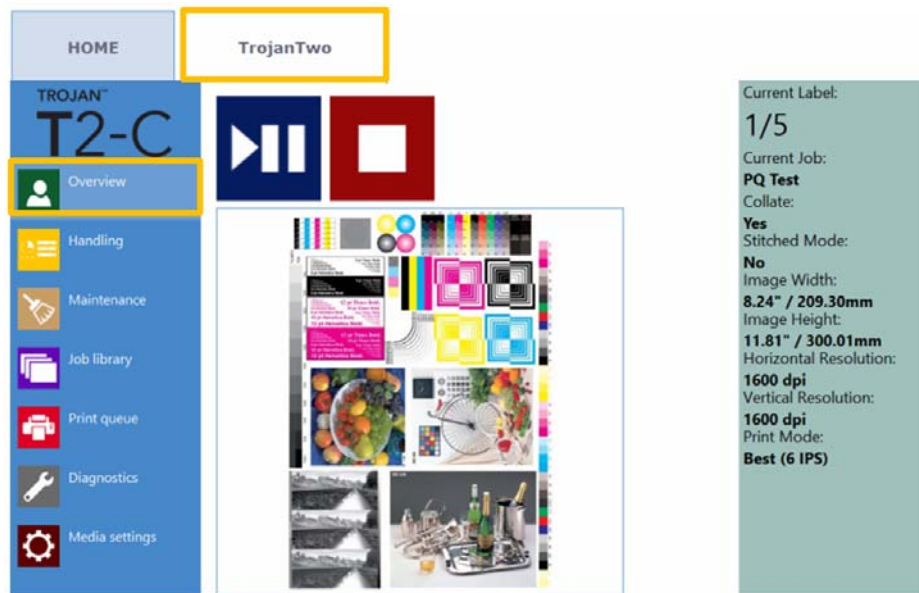 HOME
TrojanTwo
TROJAN™
T2-C
Overview
Handling
Maintenance
Job library
Print queue
Diagnostics
Media settings
Current Label:
1/5
Current Job:
PQ Test
Collate:
Yes
Stitched Mode:
No
Image Width:
8.24" / 209.30mm
Image Height:
11.81" / 300.01mm
Horizontal Resolution:
1600 dpi
Vertical Resolution:
1600 dpi
Print Mode:
Best (6 IPS)